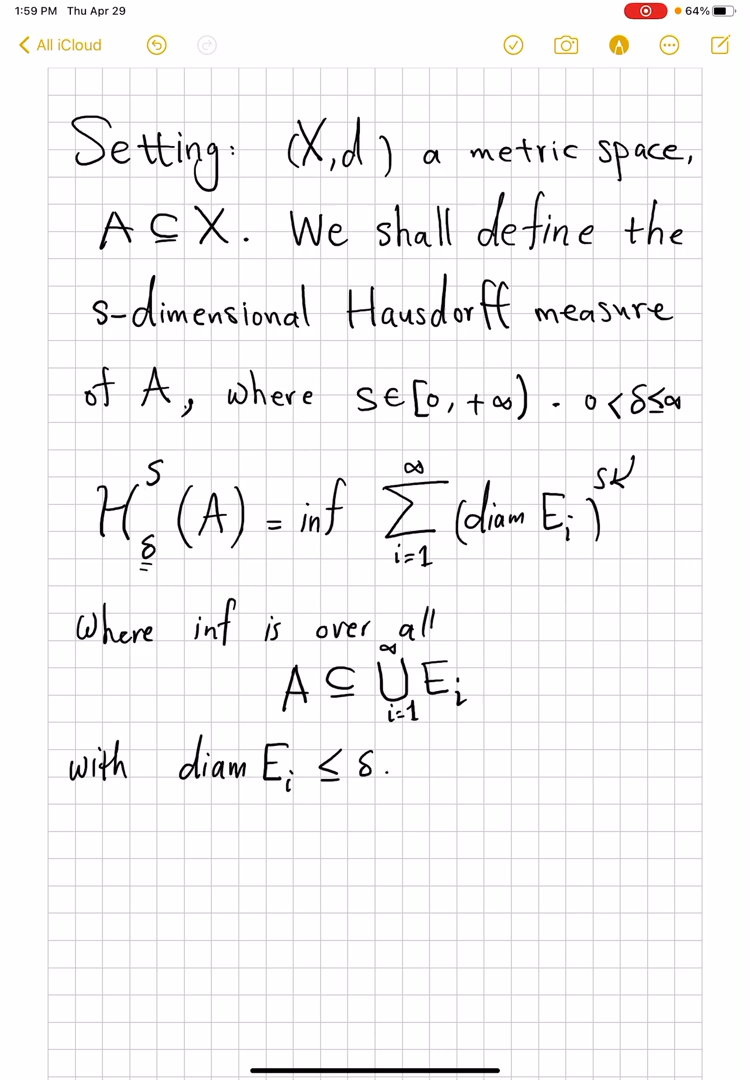 1:59 PM Thu Apr 29
64%
All iCloud
Setting: (X,d) a metric space,
A ⊆ X. We shall define the
s-dimensional Hausdorff measure
of A, where s∈[0,+∞). 0<δ≤∞
H^s_δ (A) = inf ∑_{i=1}^∞ (diam E_i)^s
where inf is over all
A ⊆ ⋃_{i=1}^∞ E_i
with diam E_i ≤ δ.